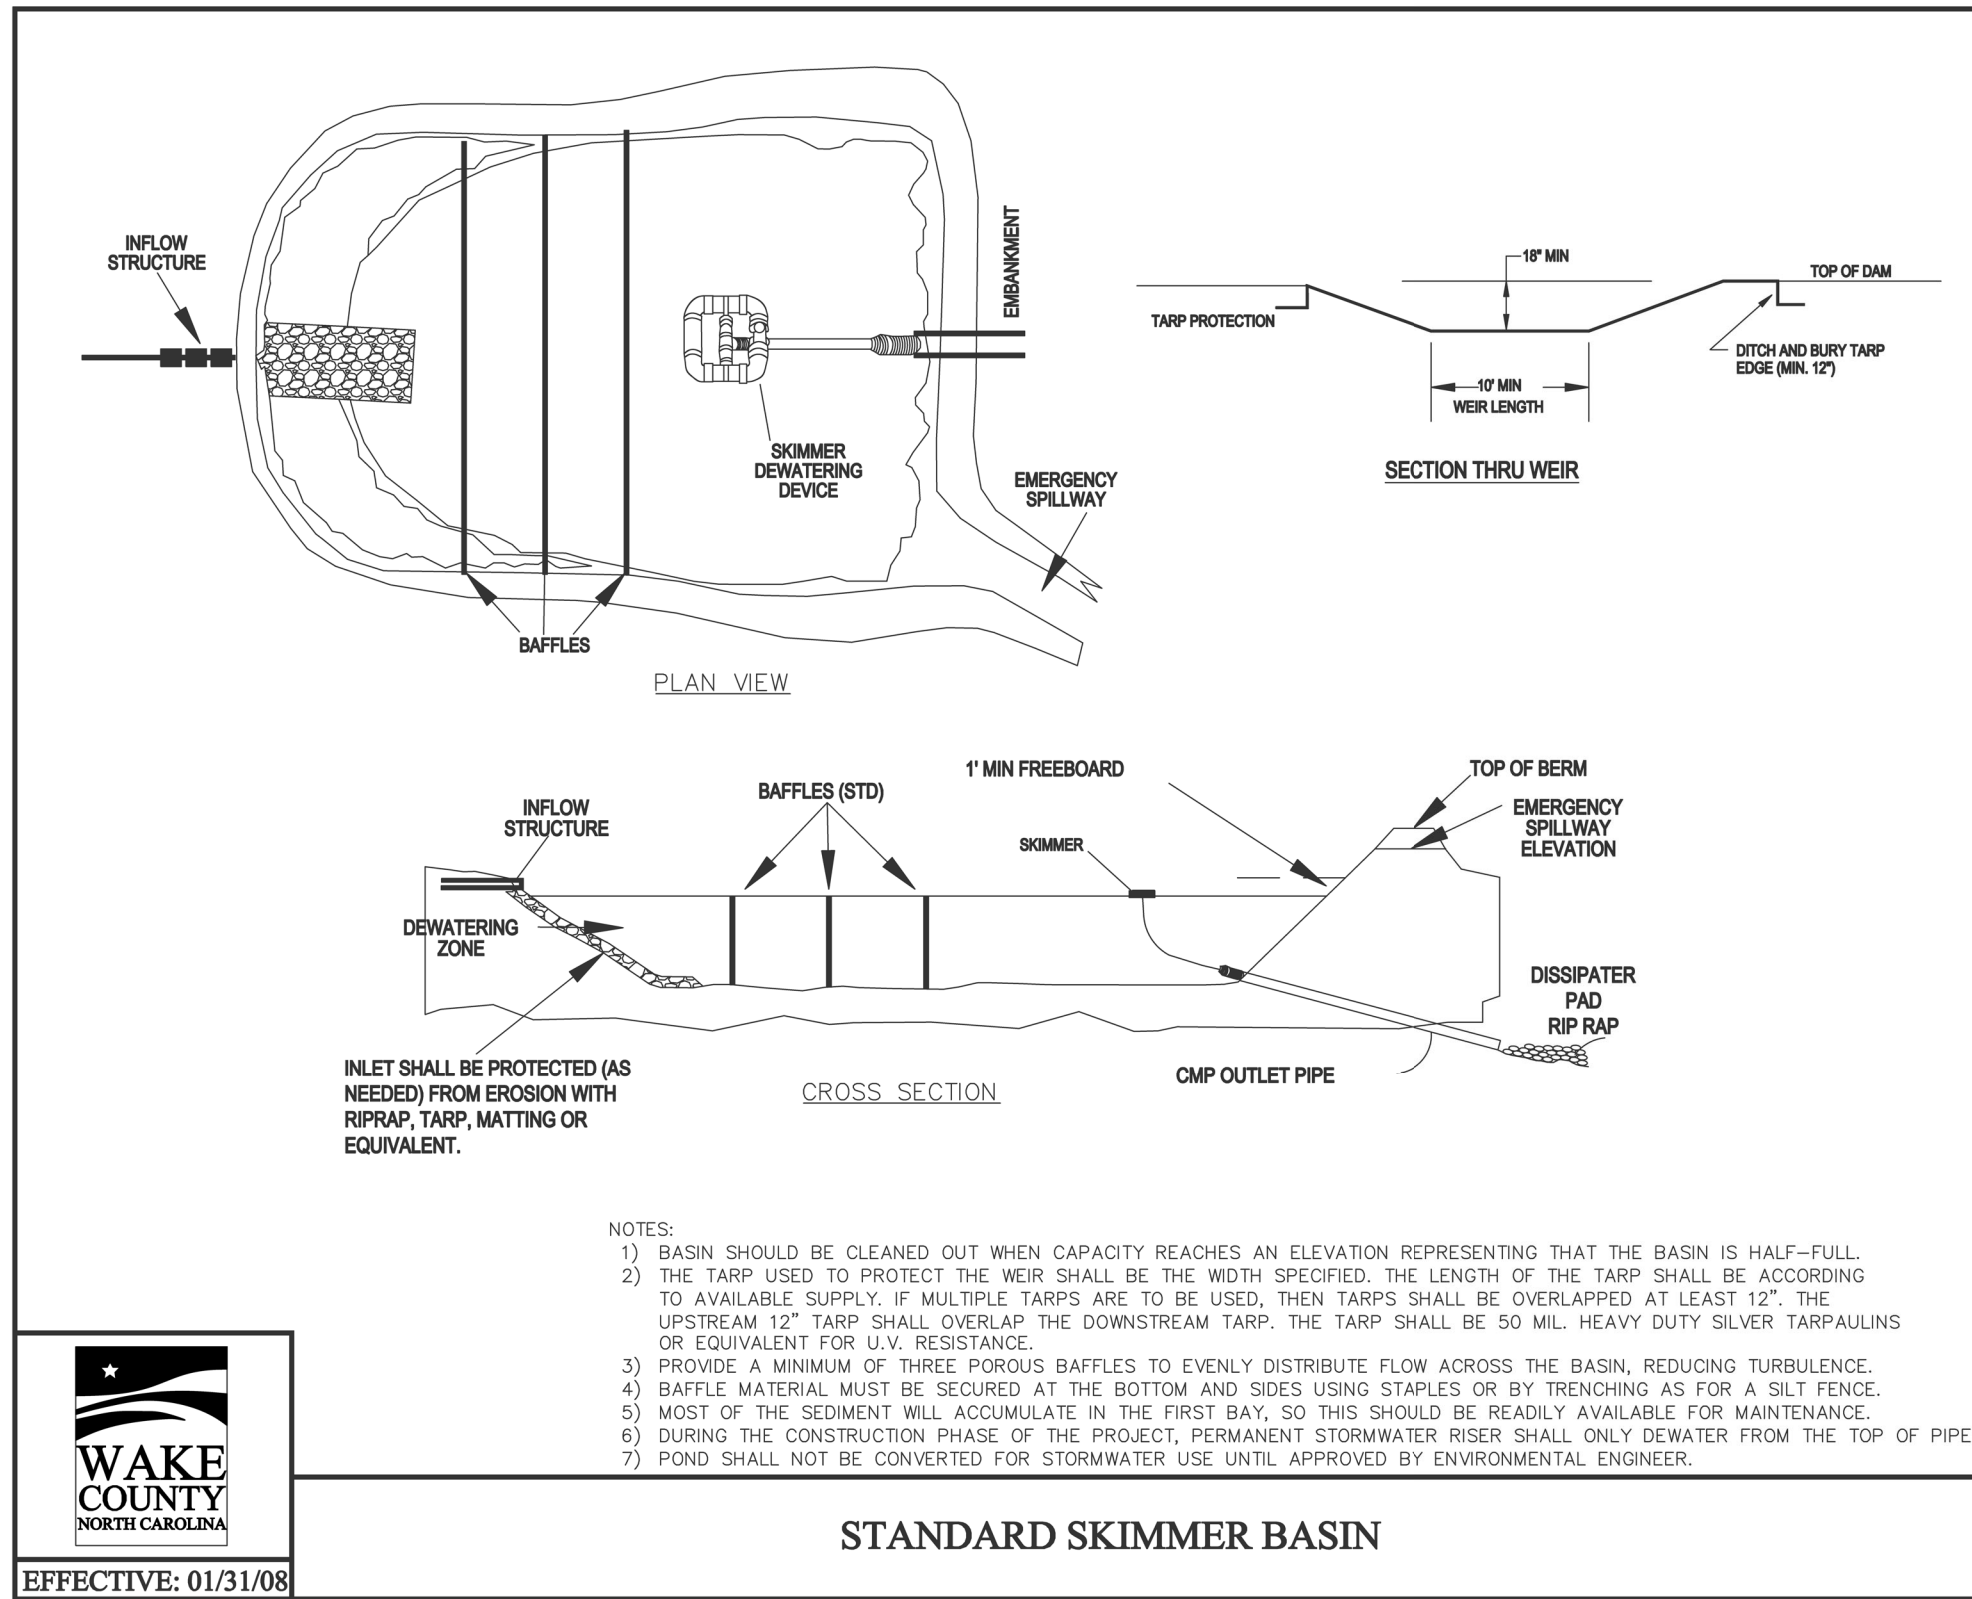 INFLOW
STRUCTURE
EMBANKMENT
SKIMMER
DEWATERING
DEVICE
EMERGENCY
SPILLWAY
BAFFLES
PLAN VIEW
18" MIN
TOP OF DAM
TARP PROTECTION
DITCH AND BURY TARP
EDGE (MIN. 12")
10' MIN
WEIR LENGTH
SECTION THRU WEIR
INFLOW
STRUCTURE
BAFFLES (STD)
1' MIN FREEBOARD
TOP OF BERM
EMERGENCY
SPILLWAY
ELEVATION
SKIMMER
DEWATERING
ZONE
DISSIPATER
PAD
RIP RAP
CMP OUTLET PIPE
INLET SHALL BE PROTECTED (AS
NEEDED) FROM EROSION WITH
RIPRAP, TARP, MATTING OR
EQUIVALENT.
CROSS SECTION
NOTES:
1) BASIN SHOULD BE CLEANED OUT WHEN CAPACITY REACHES AN ELEVATION REPRESENTING THAT THE BASIN IS HALF-FULL.
2) THE TARP USED TO PROTECT THE WEIR SHALL BE THE WIDTH SPECIFIED. THE LENGTH OF THE TARP SHALL BE ACCORDING
TO AVAILABLE SUPPLY. IF MULTIPLE TARPS ARE TO BE USED, THEN TARPS SHALL BE OVERLAPPED AT LEAST 12”. THE
UPSTREAM 12” TARP SHALL OVERLAP THE DOWNSTREAM TARP. THE TARP SHALL BE 50 MIL. HEAVY DUTY SILVER TARPAULINS
OR EQUIVALENT FOR U.V. RESISTANCE.
3) PROVIDE A MINIMUM OF THREE POROUS BAFFLES TO EVENLY DISTRIBUTE FLOW ACROSS THE BASIN, REDUCING TURBULENCE.
4) BAFFLE MATERIAL MUST BE SECURED AT THE BOTTOM AND SIDES USING STAPLES OR BY TRENCHING AS FOR A SILT FENCE.
5) MOST OF THE SEDIMENT WILL ACCUMULATE IN THE FIRST BAY, SO THIS SHOULD BE READILY AVAILABLE FOR MAINTENANCE.
6) DURING THE CONSTRUCTION PHASE OF THE PROJECT, PERMANENT STORMWATER RISER SHALL ONLY DEWATER FROM THE TOP OF PIPE
7) POND SHALL NOT BE CONVERTED FOR STORMWATER USE UNTIL APPROVED BY ENVIRONMENTAL ENGINEER.
WAKE
COUNTY
NORTH CAROLINA
EFFECTIVE: 01/31/08
STANDARD SKIMMER BASIN